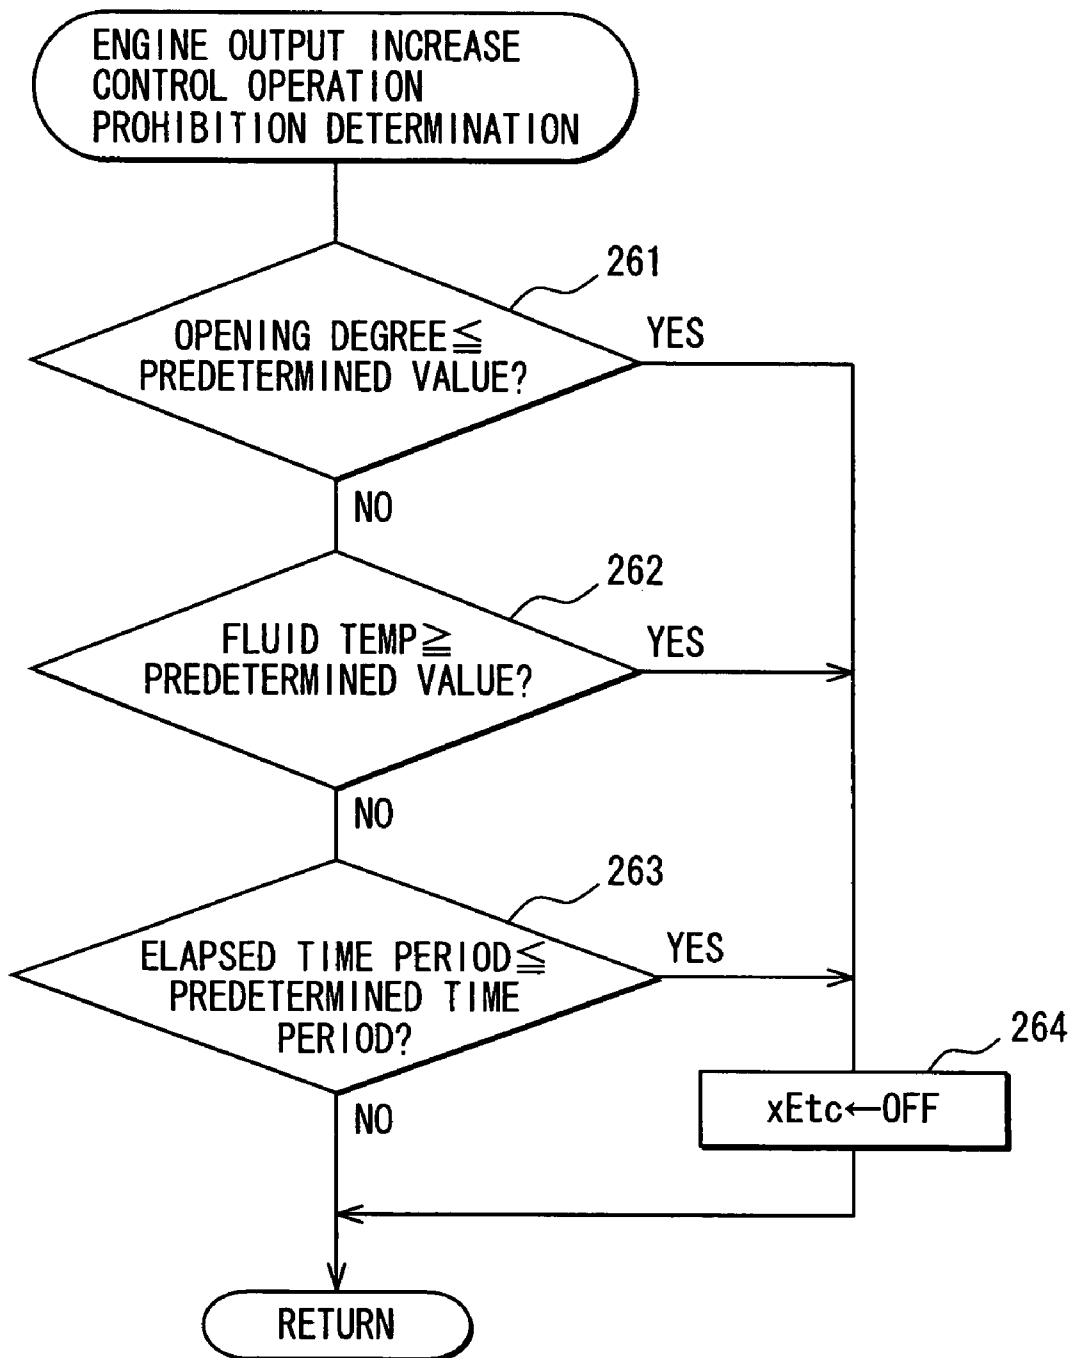 ENGINE OUTPUT INCREASE
CONTROL OPERATION
PROHIBITION DETERMINATION
261
OPENING DEGREE≦
PREDETERMINED VALUE?
YES
NO
262
FLUID TEMP≧
PREDETERMINED VALUE?
YES
NO
263
ELAPSED TIME PERIOD≦
PREDETERMINED TIME
PERIOD?
YES
NO
264
xEtc←OFF
RETURN